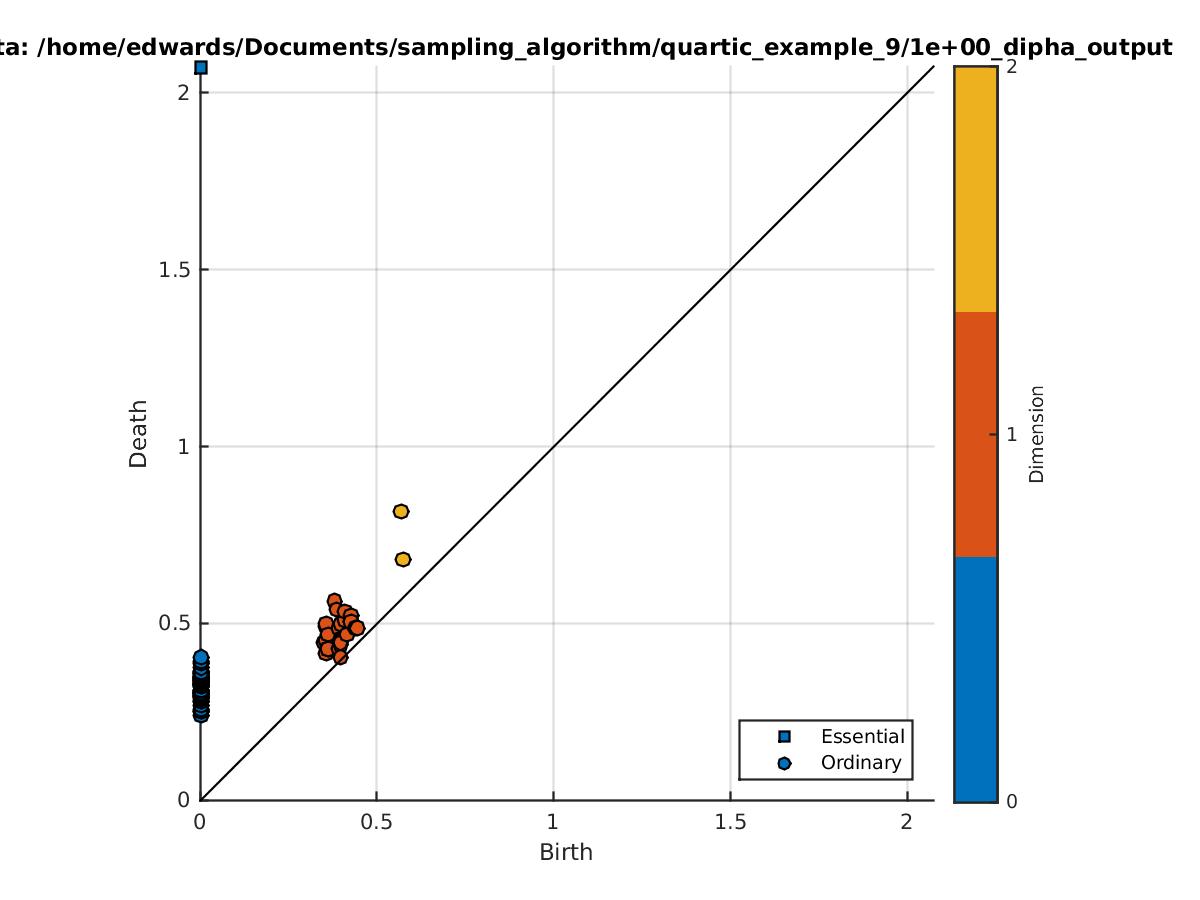 ta: /home/edwards/Documents/sampling_algorithm/quartic_example_9/1e+00_dipha_output
2
1.5
1
0.5
0
0
0.5
1
1.5
2
Birth
Death
Essential
Ordinary
2
1
0
Dimension